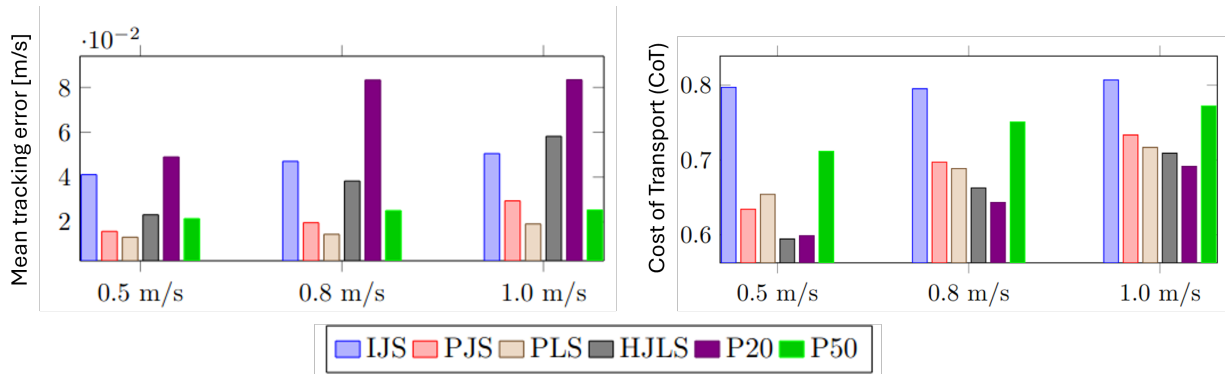 ·10⁻²
Mean tracking error [m/s]
8
6
4
2
0.5 m/s 0.8 m/s 1.0 m/s
Cost of Transport (CoT)
0.8
0.7
0.6
0.5 m/s 0.8 m/s 1.0 m/s
IJS PJS PLS HJLS P20 P50